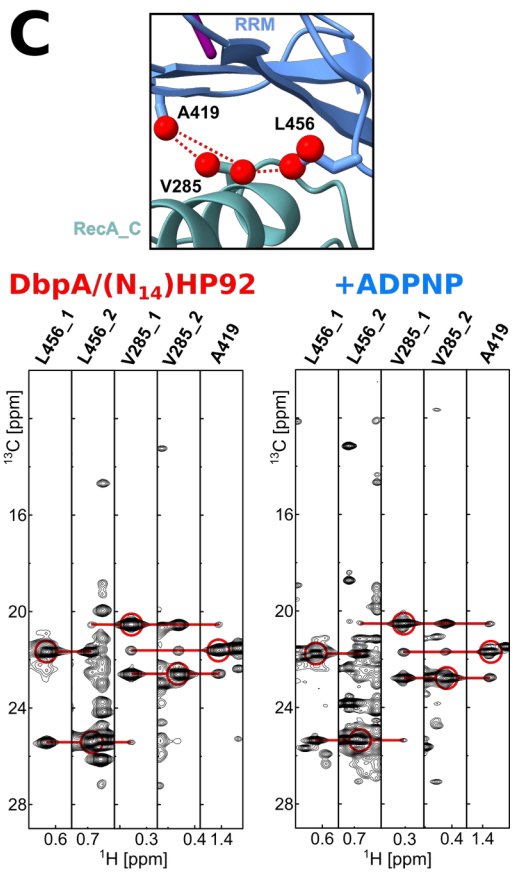 C
RRM
A419
L456
V285
RecA_C
DbpA/(N₁₄)HP92
+ADPNP
L456_1 L456_2 V285_1 V285_2 A419
L456_1 L456_2 V285_1 V285_2 A419
¹³C [ppm]
¹³C [ppm]
16
16
20
20
24
24
28
28
0.6 0.7 0.3 0.4 1.4
0.6 0.7 0.3 0.4 1.4
¹H [ppm]
¹H [ppm]